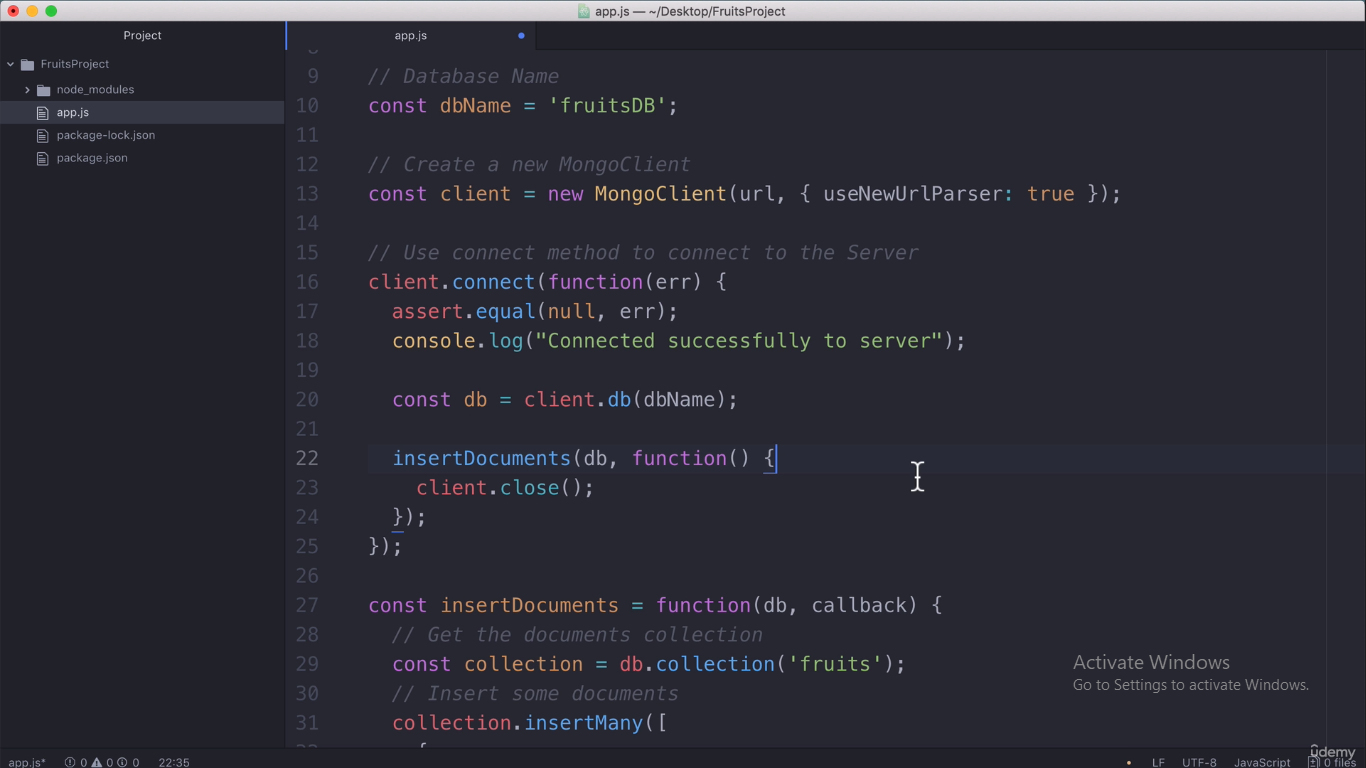 app.js — ~/Desktop/FruitsProject
Project
app.js
FruitsProject
node_modules
app.js
package-lock.json
package.json
9 // Database Name
10 const dbName = 'fruitsDB';
11
12 // Create a new MongoClient
13 const client = new MongoClient(url, { useNewUrlParser: true });
14
15 // Use connect method to connect to the Server
16 client.connect(function(err) {
17 assert.equal(null, err);
18 console.log("Connected successfully to server");
19
20 const db = client.db(dbName);
21
22 insertDocuments(db, function() {
23 client.close();
24 });
25 });
26
27 const insertDocuments = function(db, callback) {
28 // Get the documents collection
29 const collection = db.collection('fruits');
30 // Insert some documents
31 collection.insertMany([
{
Activate Windows
Go to Settings to activate Windows.
ûdemy
app.js* 0 0 0 22:35 LF UTF-8 JavaScript 0 files